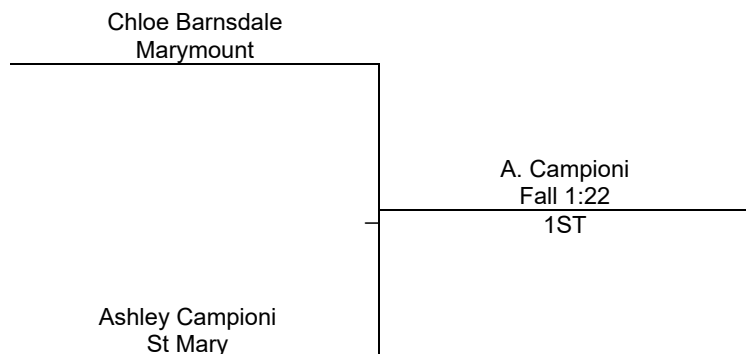 Chloe Barnsdale
Marymount
A. Campioni
Fall 1:22
1ST
Ashley Campioni
St Mary